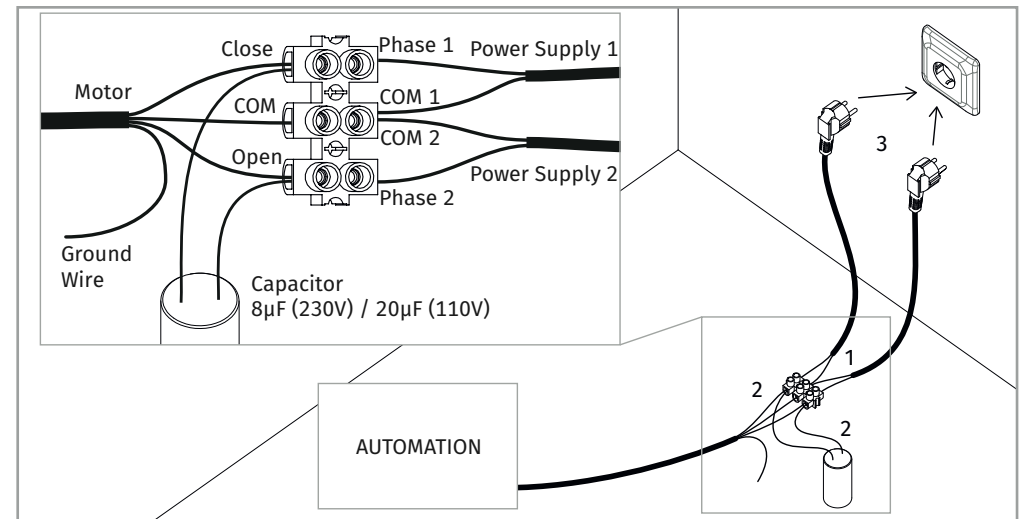 Close
Phase 1
Power Supply 1
Motor
COM
COM 1
COM 2
Open
Power Supply 2
Phase 2
Ground
Wire
Capacitor
8µF (230V) / 20µF (110V)
3
1
2
2
AUTOMATION